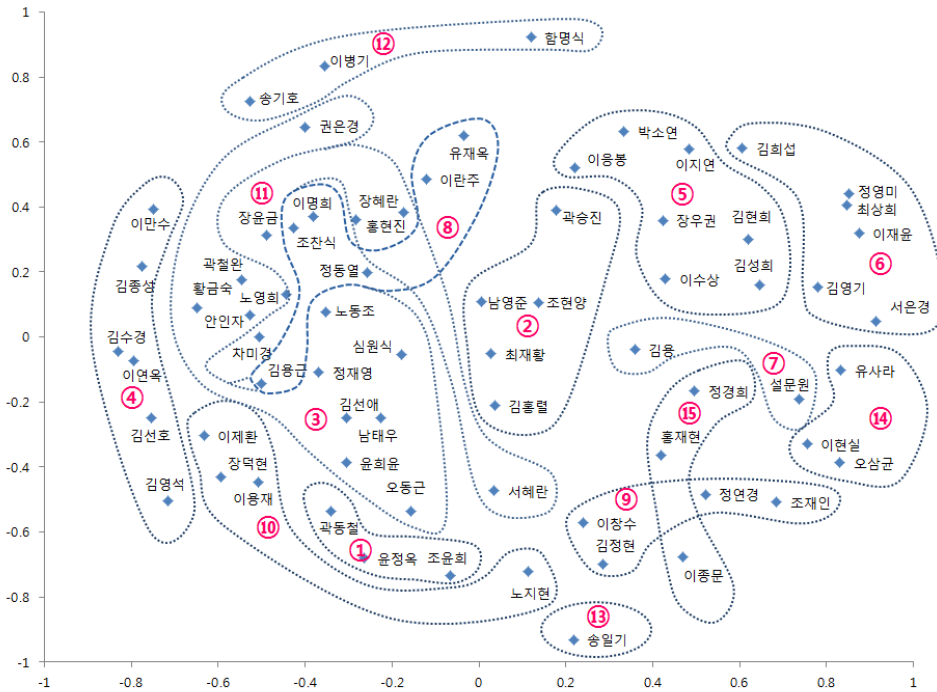 1
⑫
함명식
이병기
0.8
송기호
권은경
박소연
0.6
유재옥
김희섭
이지연
이응봉
이란주
⑪
⑤
정영미
이만수
0.4
이명희
장혜란
최상희
곽승진
장윤금
홍현진
⑧
장우권
김현희
이재윤
조찬식
⑥
곽철완
정동열
김성희
0.2
김종성
황금숙
노영희
이수상
김영기
남영준
조현양
서은경
안인자
노동조
②
김수경
0
차미경
심원식
최재황
김용
이연옥
김용근
정재영
⑦
유사라
설문원
④
정경희
-0.2
③
김선애
김홍렬
⑮
⑭
김선호
이제환
남태우
홍재현
이현실
장덕현
윤희윤
오삼균
-0.4
김영석
이용재
오동근
서혜란
⑨
정연경
조재인
⑩
곽동철
이창수
-0.6
①
김정현
윤정옥
조윤희
이종문
노지현
-0.8
⑬
송일기
-1
-1
-0.8
-0.6
-0.4
-0.2
0
0.2
0.4
0.6
0.8
1